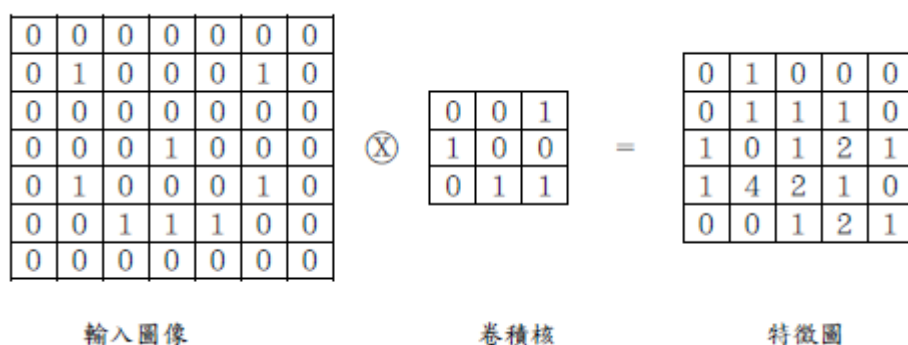 0 0 0 0 0 0 0
0 1 0 0 0 1 0
0 0 0 0 0 0 0
0 0 0 1 0 0 0
0 1 0 0 0 1 0
0 0 1 1 1 0 0
0 0 0 0 0 0 0
Ⓧ
0 0 1
1 0 0
0 1 1
=
0 1 0 0 0
0 1 1 1 0
1 0 1 2 1
1 4 2 1 0
0 0 1 2 1
輸入圖像
卷積核
特徵圖